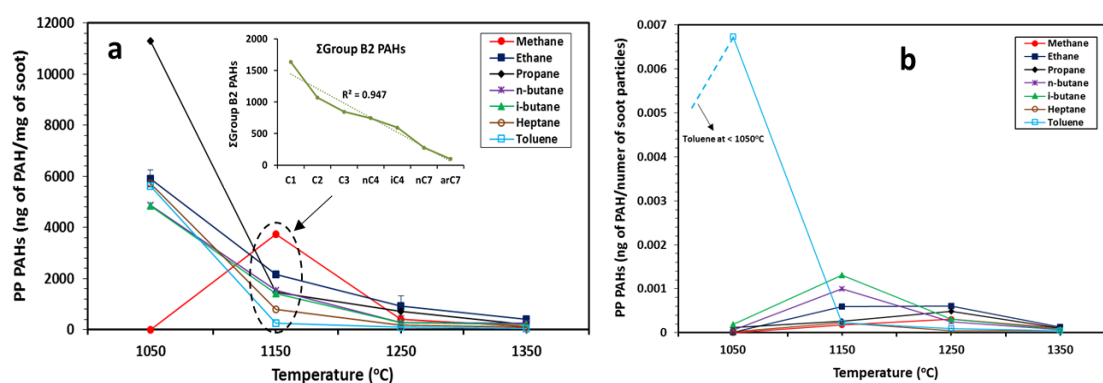 a
PP PAHs (ng of PAH/mg of soot)
12000
10000
8000
6000
4000
2000
0
1050
1150
1250
1350
Temperature (°C)
ΣGroup B2 PAHs
ΣGroup B2 PAHs
2000
1500
1000
500
0
R² = 0.947
C1
C2
C3
nC4
iC4
nC7
arC7
Methane
Ethane
Propane
n-butane
i-butane
Heptane
Toluene
b
PP PAHs (ng of PAH/numer of soot particles)
0.007
0.006
0.005
0.004
0.003
0.002
0.001
0
1050
1150
1250
1350
Temperature (°C)
Toluene at < 1050°C
Methane
Ethane
Propane
n-butane
i-butane
Heptane
Toluene